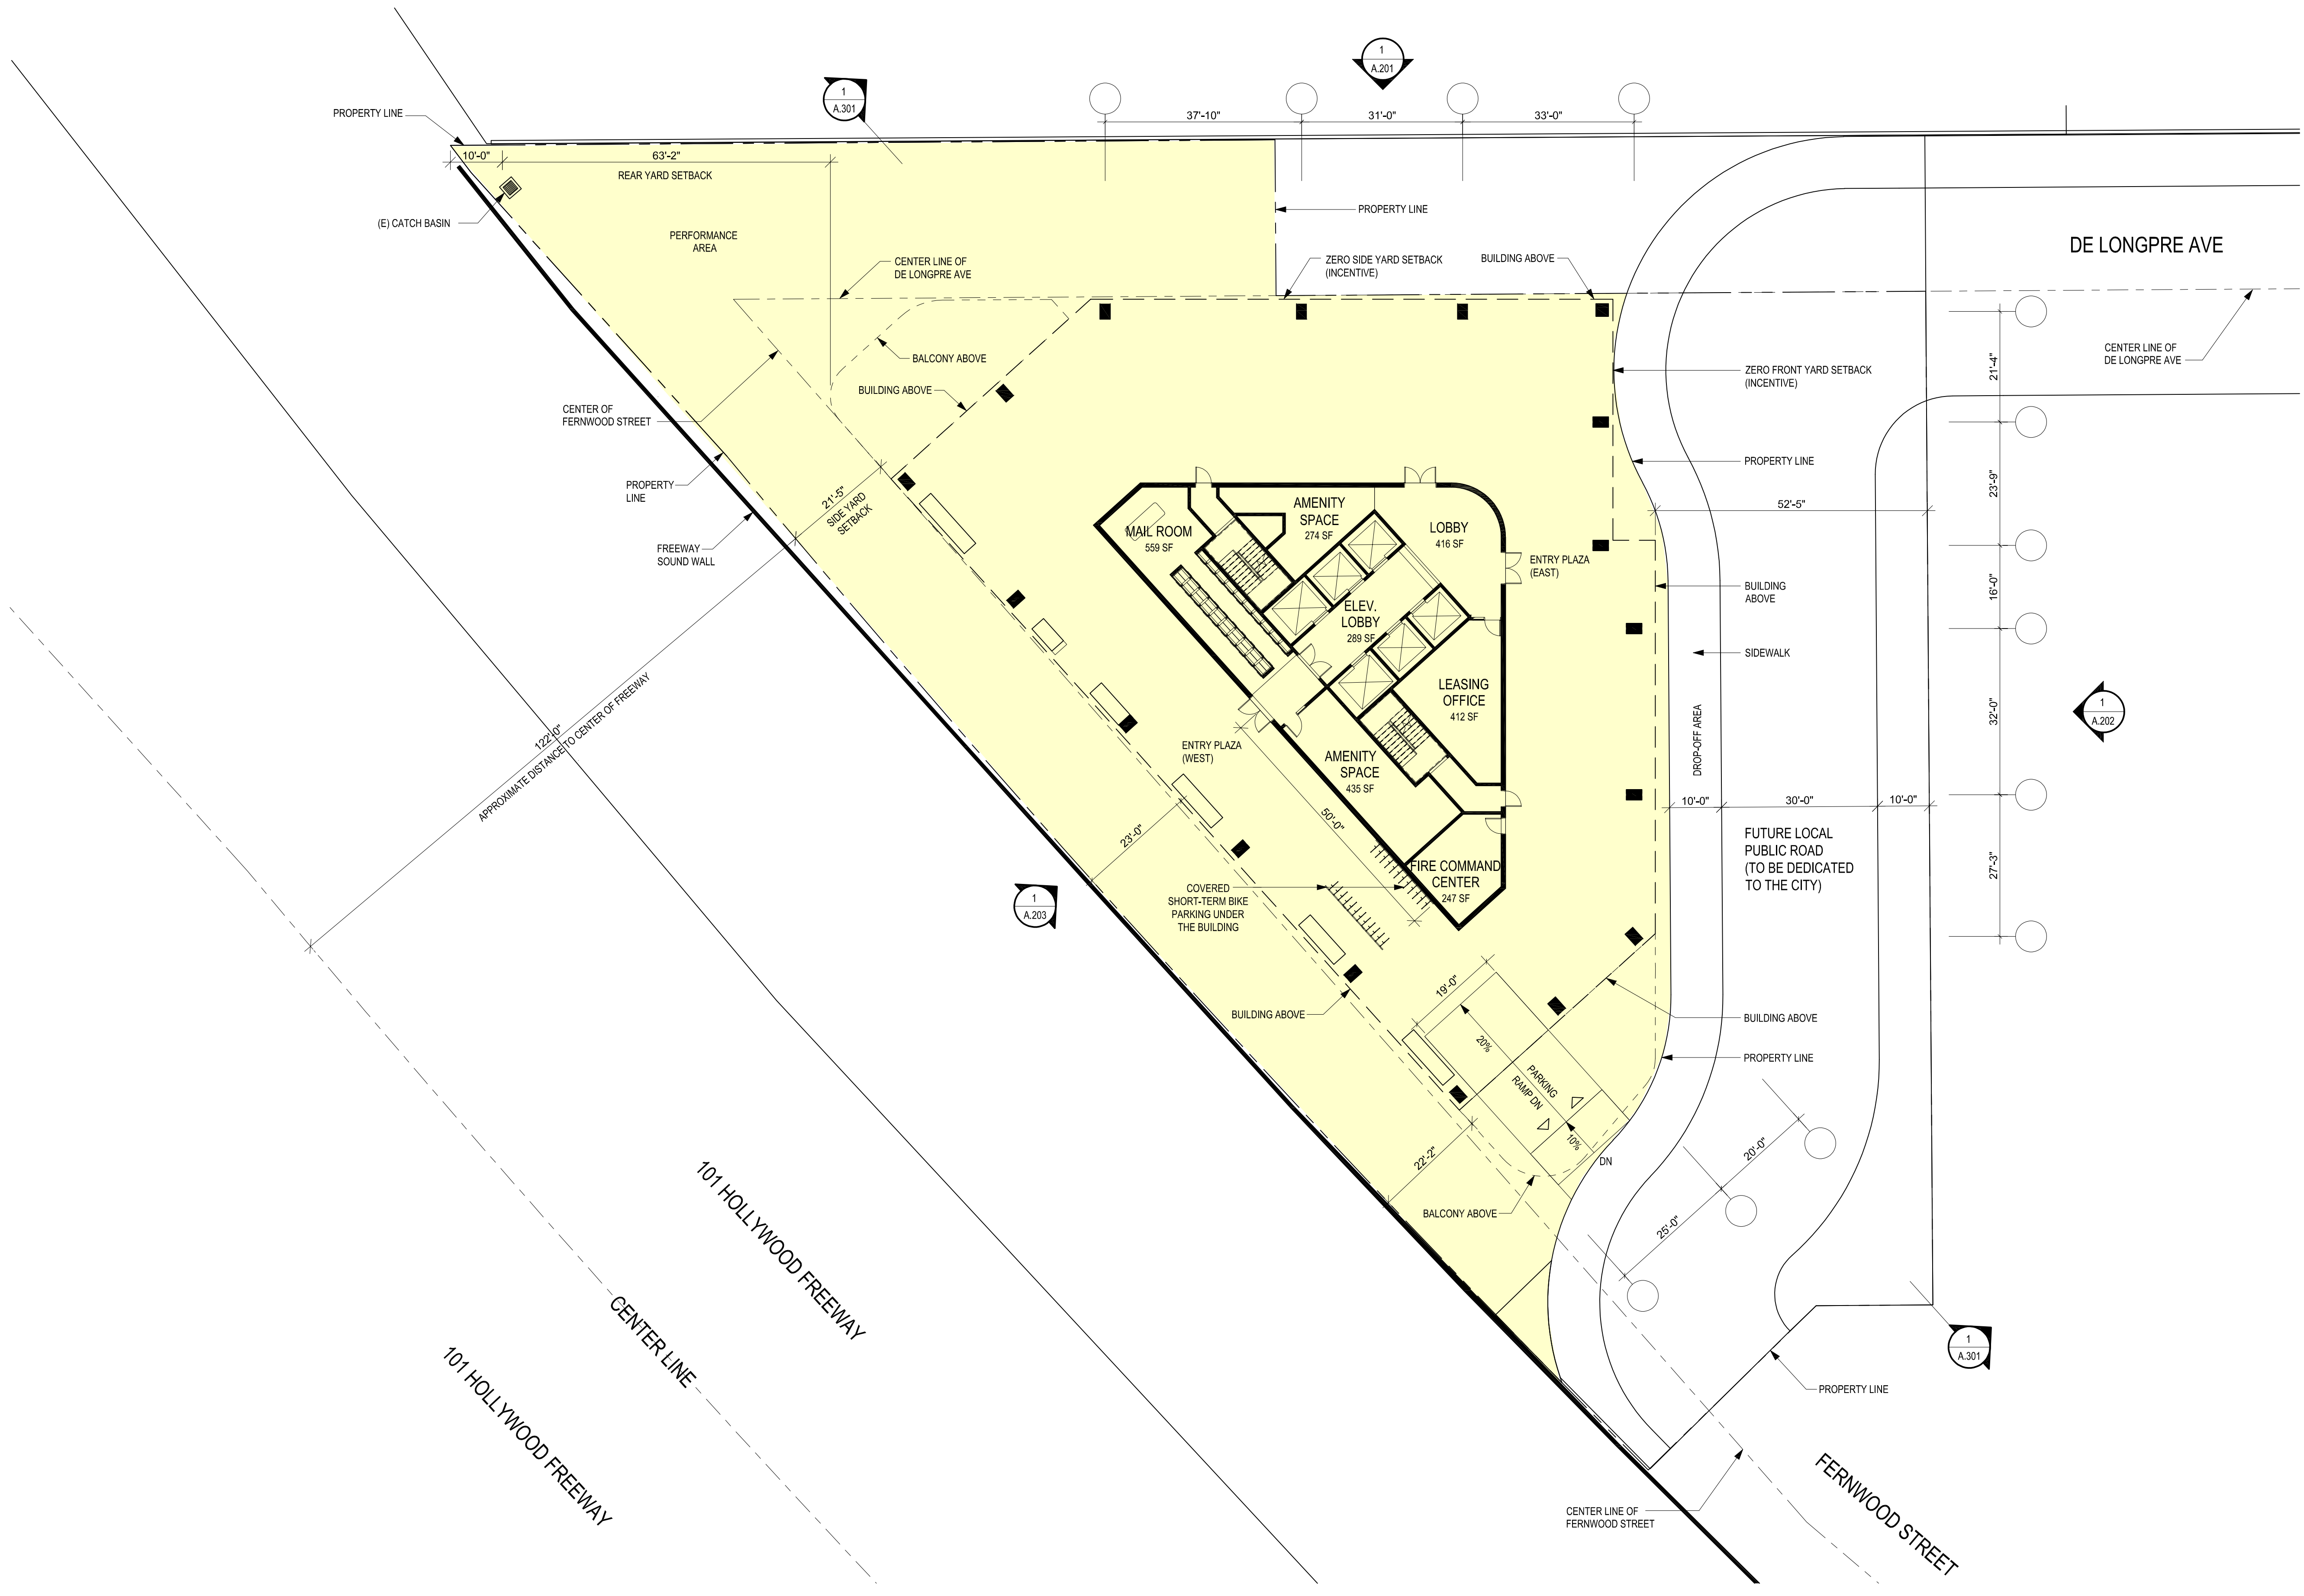 1
A.201
1
A.301
PROPERTY LINE
37'-10"
31'-0"
33'-0"
10'-0"
63'-2"
REAR YARD SETBACK
(E) CATCH BASIN
PERFORMANCE
AREA
PROPERTY LINE
CENTER LINE OF
DE LONGPRE AVE
ZERO SIDE YARD SETBACK
(INCENTIVE)
BUILDING ABOVE
DE LONGPRE AVE
CENTER LINE OF
DE LONGPRE AVE
BALCONY ABOVE
BUILDING ABOVE
ZERO FRONT YARD SETBACK
(INCENTIVE)
21'-4"
CENTER OF
FERNWOOD STREET
PROPERTY LINE
PROPERTY
LINE
23'-9"
21'-5"
SIDE YARD
SETBACK
52'-5"
FREEWAY
SOUND WALL
MAIL ROOM
559 SF
AMENITY
SPACE
274 SF
LOBBY
416 SF
ENTRY PLAZA
(EAST)
BUILDING
ABOVE
16'-0"
ELEV.
LOBBY
289 SF
SIDEWALK
LEASING
OFFICE
412 SF
DROP-OFF AREA
32'-0"
1
A.202
122'-0"
APPROXIMATE DISTANCE TO CENTER OF FREEWAY
ENTRY PLAZA
(WEST)
AMENITY
SPACE
435 SF
10'-0"
30'-0"
10'-0"
50'-0"
23'-0"
FUTURE LOCAL
PUBLIC ROAD
(TO BE DEDICATED
TO THE CITY)
27'-3"
FIRE COMMAND
CENTER
247 SF
COVERED
SHORT-TERM BIKE
PARKING UNDER
THE BUILDING
1
A.203
19'-0"
BUILDING ABOVE
BUILDING ABOVE
20%
PROPERTY LINE
PARKING
RAMP DN
10%
DN
22'-2"
20'-0"
BALCONY ABOVE
25'-0"
101 HOLLYWOOD FREEWAY
CENTER LINE
101 HOLLYWOOD FREEWAY
1
A.301
PROPERTY LINE
CENTER LINE OF
FERNWOOD STREET
FERNWOOD STREET